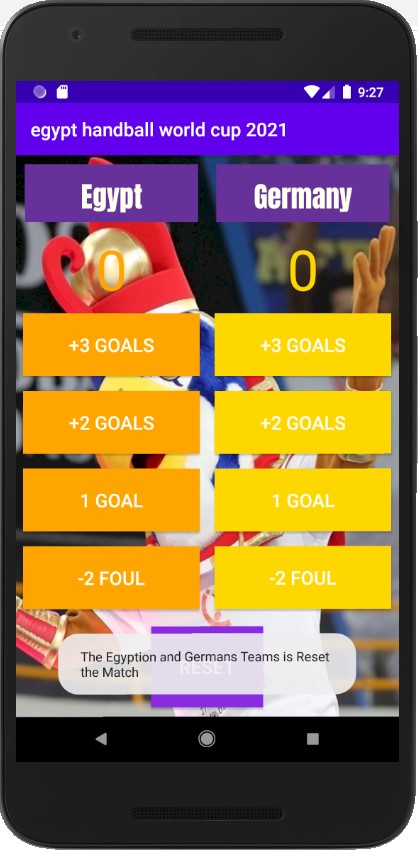 9:27
egypt handball world cup 2021
Egypt Germany
0 0
+3 GOALS +3 GOALS
+2 GOALS +2 GOALS
1 GOAL 1 GOAL
-2 FOUL -2 FOUL
RESET
The Egyption and Germans Teams is Reset
the Match